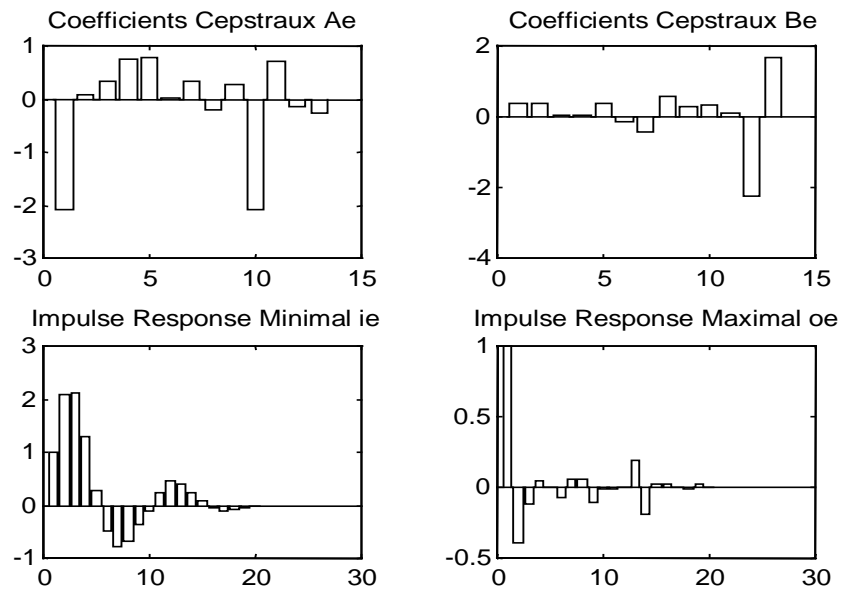 Coefficients Cepstraux Ae
1
0
-1
-2
-3
0 5 10 15
Coefficients Cepstraux Be
2
0
-2
-4
0 5 10 15
Impulse Response Minimal ie
3
2
1
0
-1
0 10 20 30
Impulse Response Maximal oe
1
0.5
0
-0.5
0 10 20 30